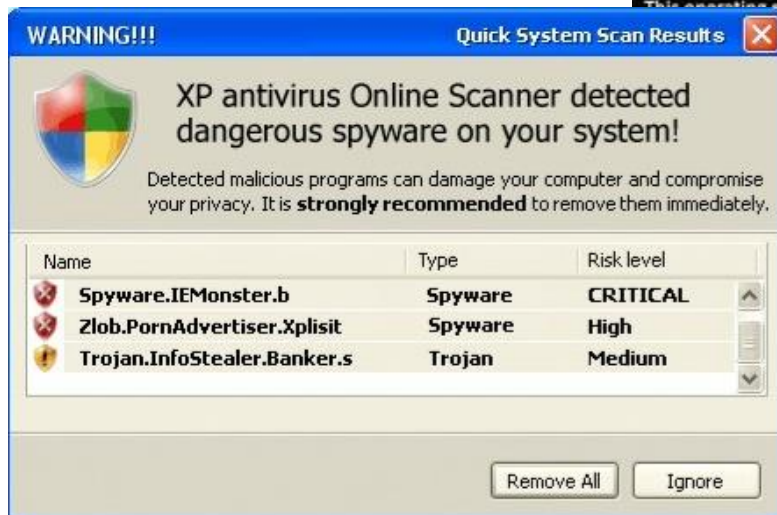 This operating
WARNING!!! Quick System Scan Results
XP antivirus Online Scanner detected
dangerous spyware on your system!
Detected malicious programs can damage your computer and compromise
your privacy. It is strongly recommended to remove them immediately.
Name Type Risk level
Spyware.IEMonster.b Spyware CRITICAL
Zlob.PornAdvertiser.Xplisit Spyware High
Trojan.InfoStealer.Banker.s Trojan Medium
Remove All Ignore